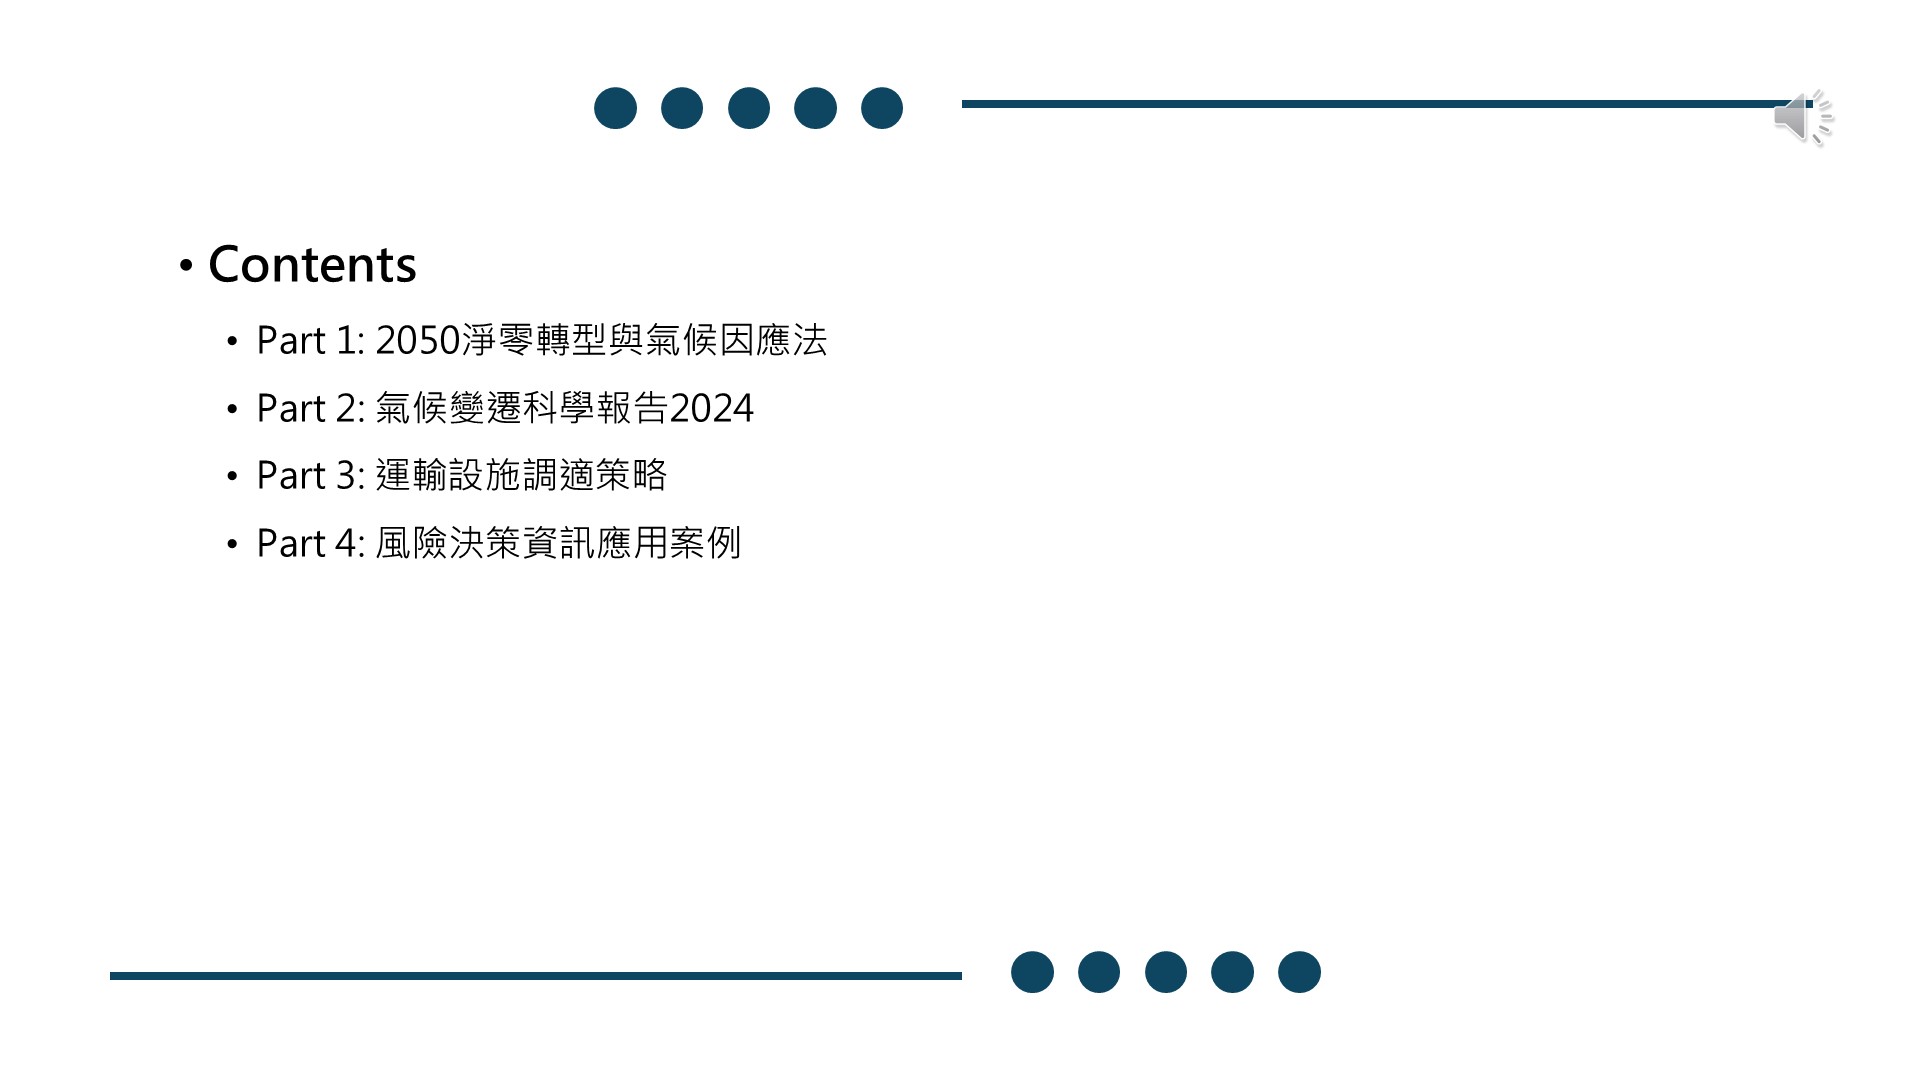 • Contents
• Part 1: 2050淨零轉型與氣候因應法
• Part 2: 氣候變遷科學報告2024
• Part 3: 運輸設施調適策略
• Part 4: 風險決策資訊應用案例